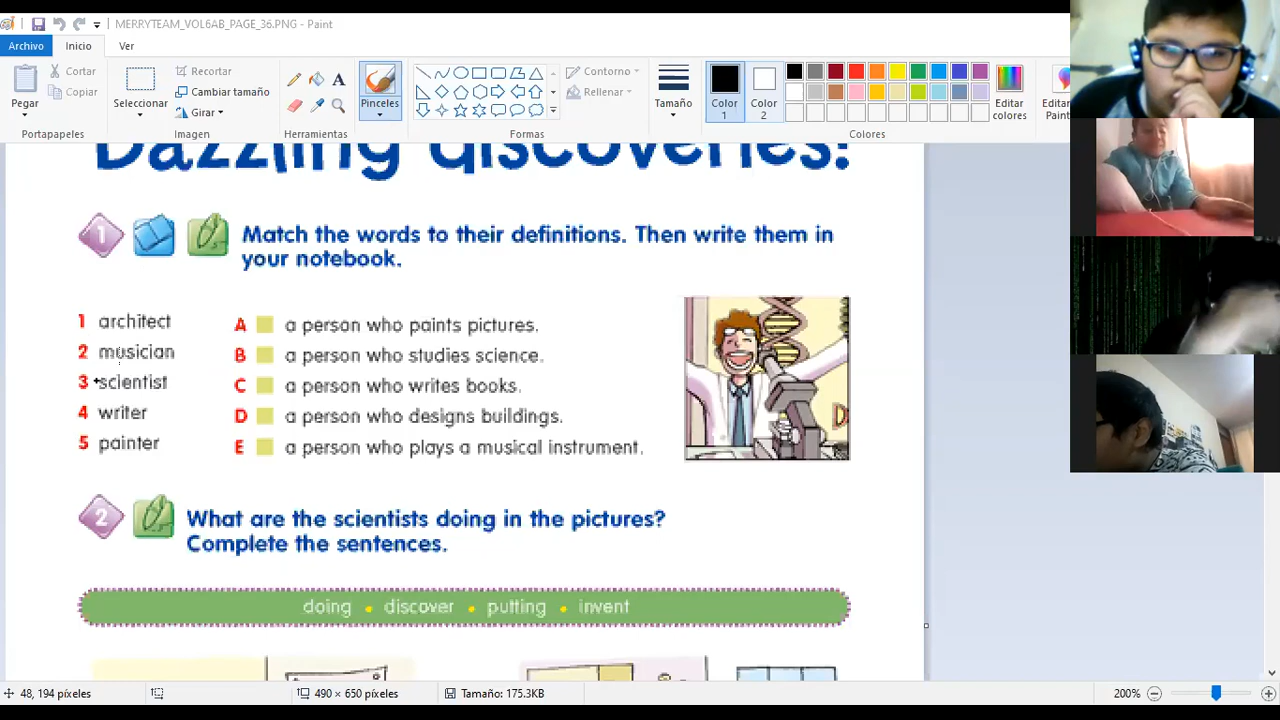 MERRYTEAM_VOL6AB_PAGE_36.PNG - Paint
Archivo Inicio Ver
Pegar
Cortar
Copiar
Portapapeles
Seleccionar
Recortar
Cambiar tamaño
Girar
Imagen
A
Herramientas
Pinceles
Contorno
Rellenar
Formas
Tamaño
Color 1
Color 2
Editar colores
Colores
Dazzling discoveries!
1 Match the words to their definitions. Then write them in
your notebook.
1 architect
2 musician
3 scientist
4 writer
5 painter
A a person who paints pictures.
B a person who studies science.
C a person who writes books.
D a person who designs buildings.
E a person who plays a musical instrument.
2 What are the scientists doing in the pictures?
Complete the sentences.
doing • discover • putting • invent
48, 194 píxeles
490 × 650 píxeles
Tamaño: 175.3KB
200%